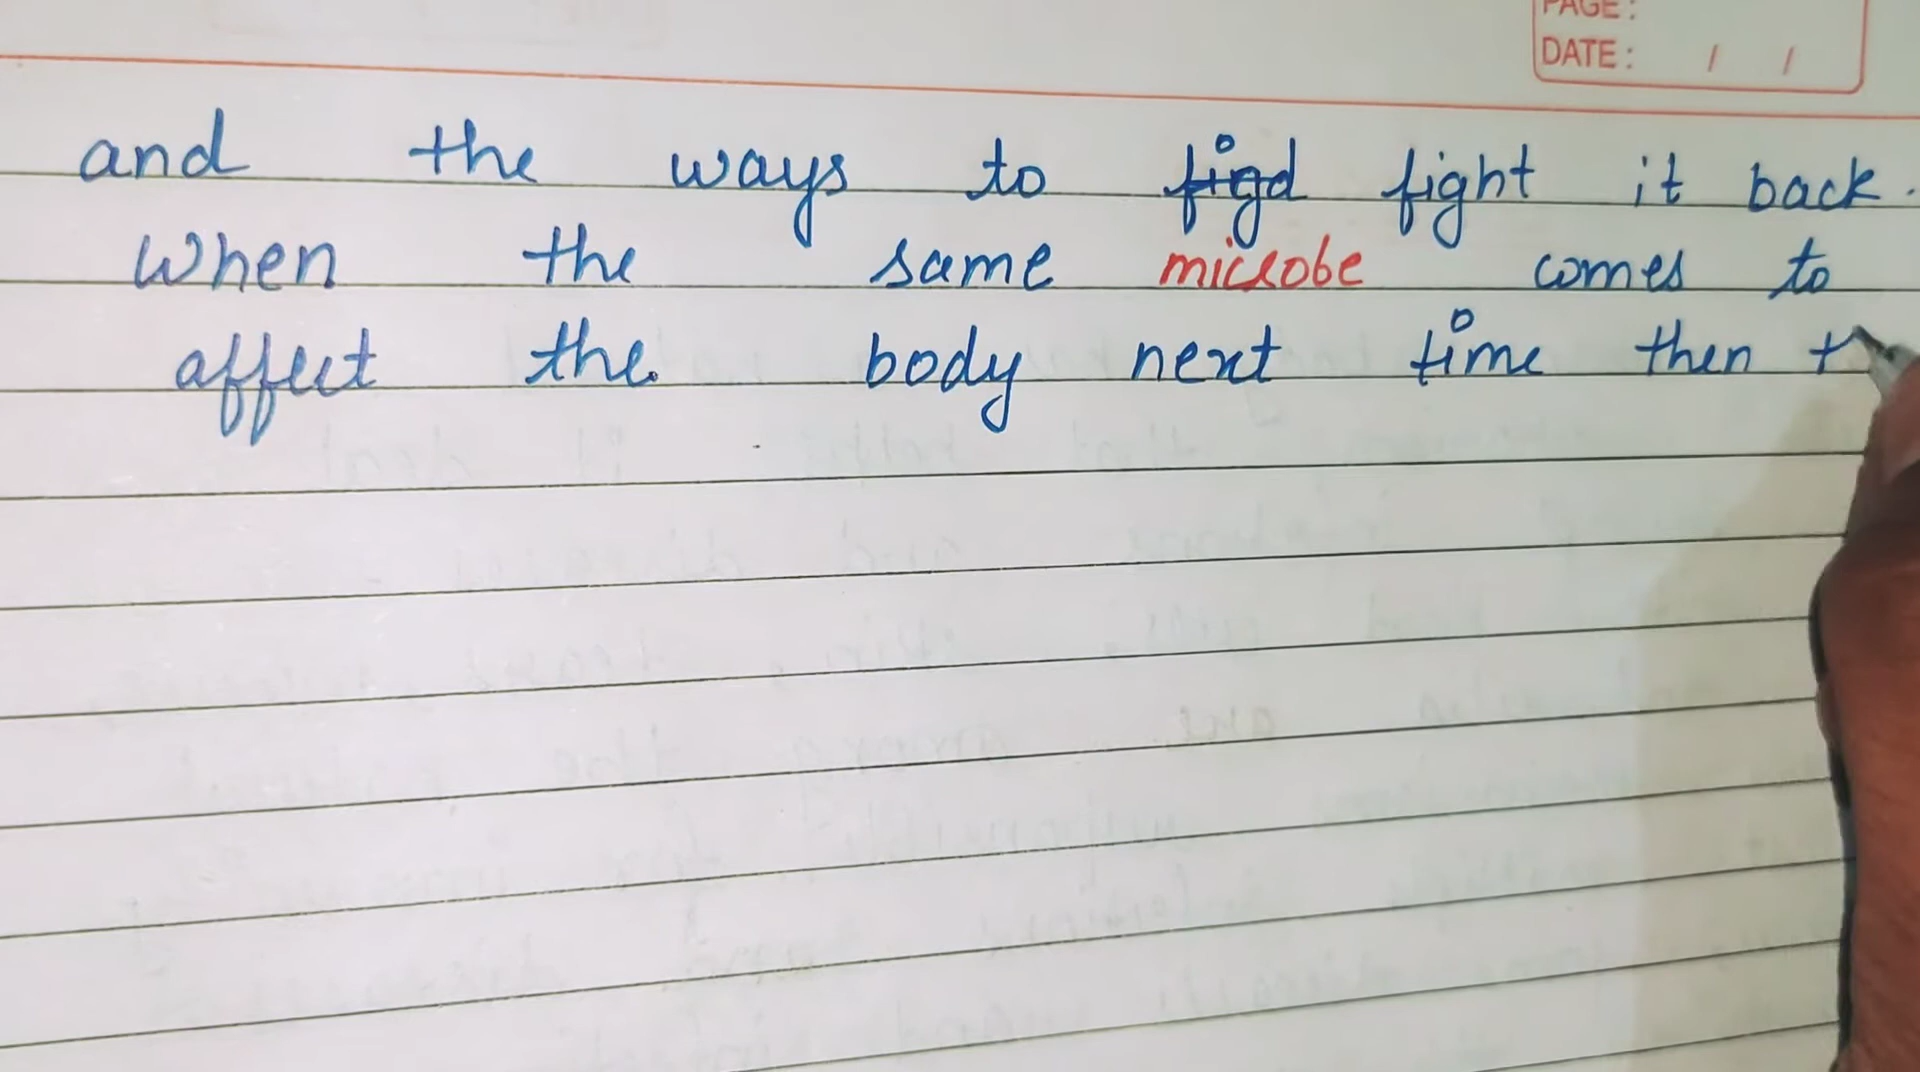 PAGE:
DATE: / /
and the ways to figd fight it back.
When the same microbe comes to
affect the body next time then t